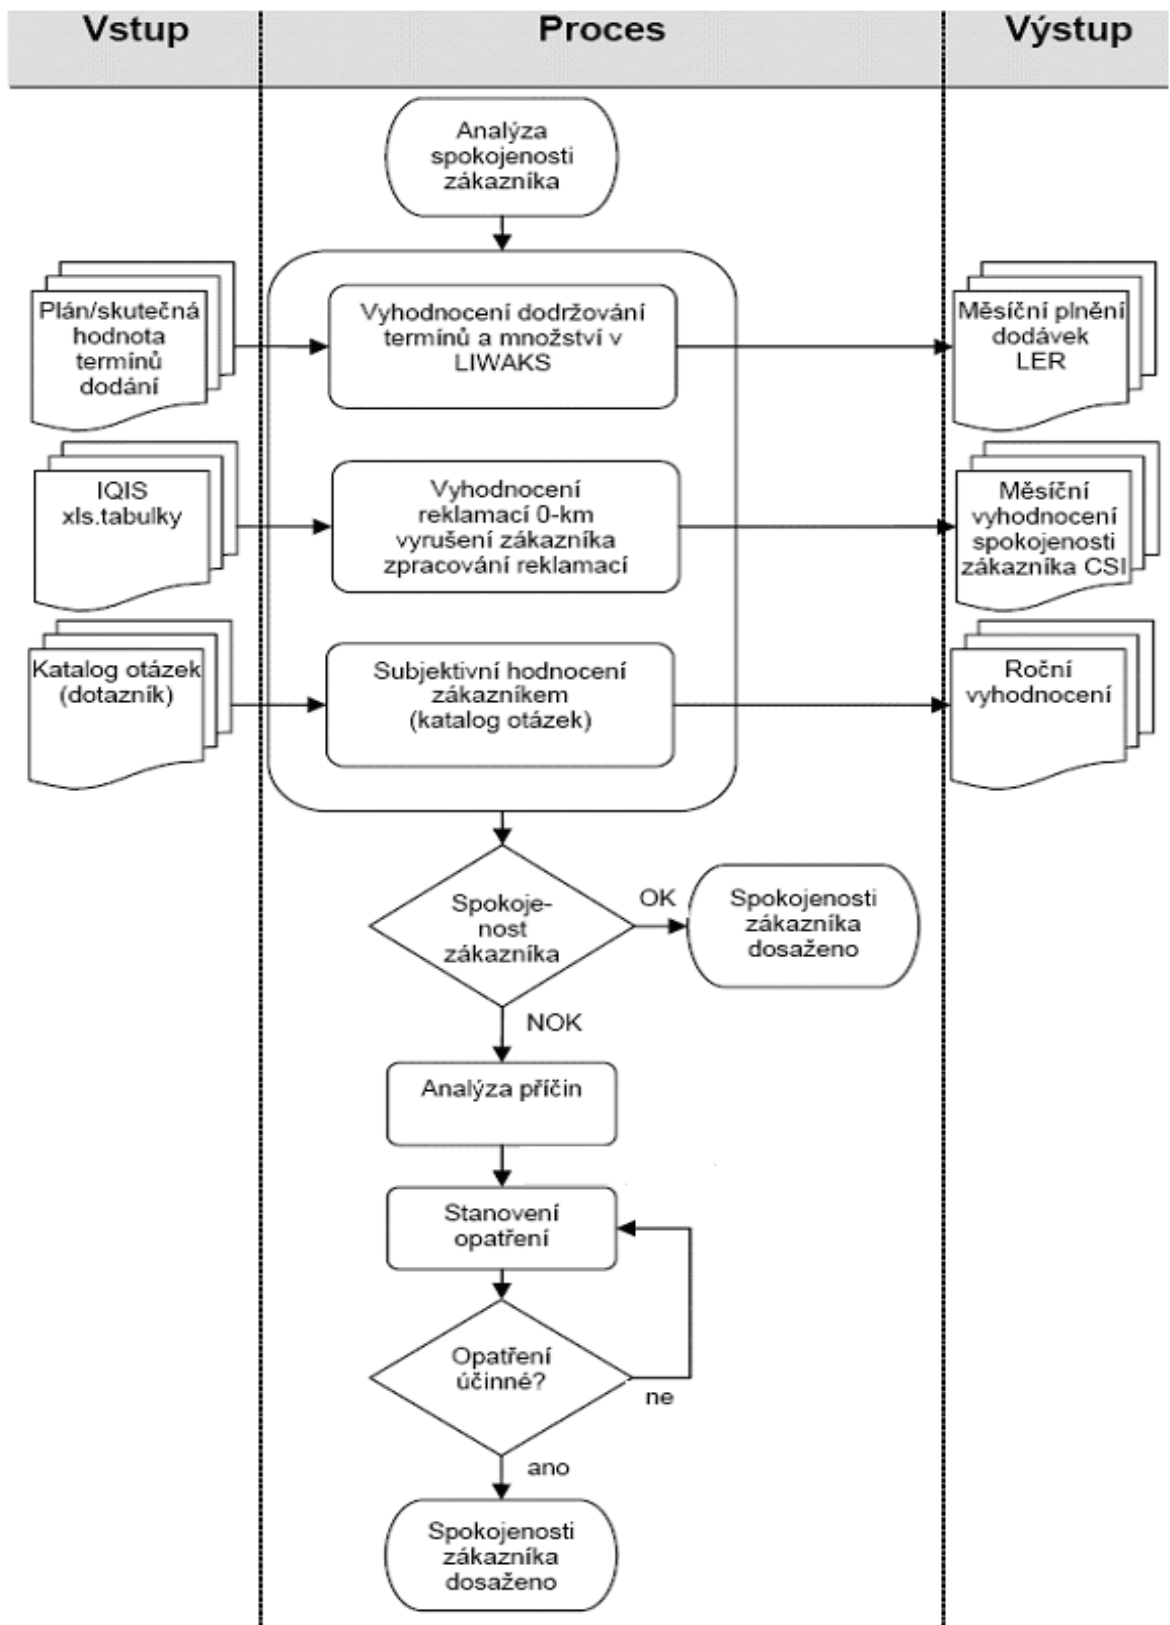 Vstup
Proces
Výstup
Analýza
spokojenosti
zákazníka
Plán/skutečná
hodnota
termínů
dodání
Vyhodnocení dodržování
termínů a množství v
LIWAKS
Měsíční plnění
dodávek
LER
IQIS
xls.tabulky
Vyhodnocení
reklamací 0-km
vyrušení zákazníka
zpracování reklamací
Měsíční
vyhodnocení
spokojenosti
zákazníka CSI
Katalog otázek
(dotazník)
Subjektivní hodnocení
zákazníkem
(katalog otázek)
Roční
vyhodnocení
Spokoje-
nost
zákazníka
OK
Spokojenosti
zákazníka
dosaženo
NOK
Analýza příčin
Stanovení
opatření
Opatření
účinné?
ne
ano
Spokojenosti
zákazníka
dosaženo